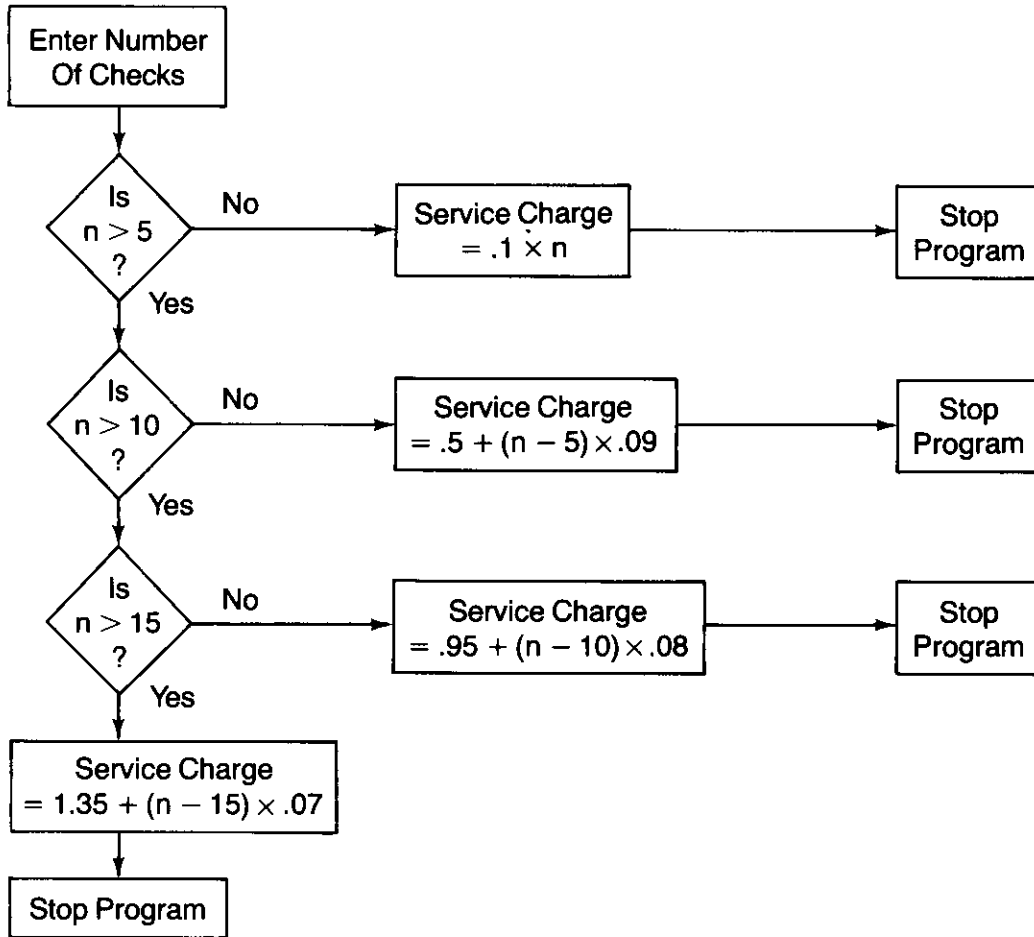 Enter Number
Of Checks
Is
n > 5
?
No
Service Charge
= .1 × n
Stop
Program
Yes
Is
n > 10
?
No
Service Charge
= .5 + (n − 5) × .09
Stop
Program
Yes
Is
n > 15
?
No
Service Charge
= .95 + (n − 10) × .08
Stop
Program
Yes
Service Charge
= 1.35 + (n − 15) × .07
Stop Program